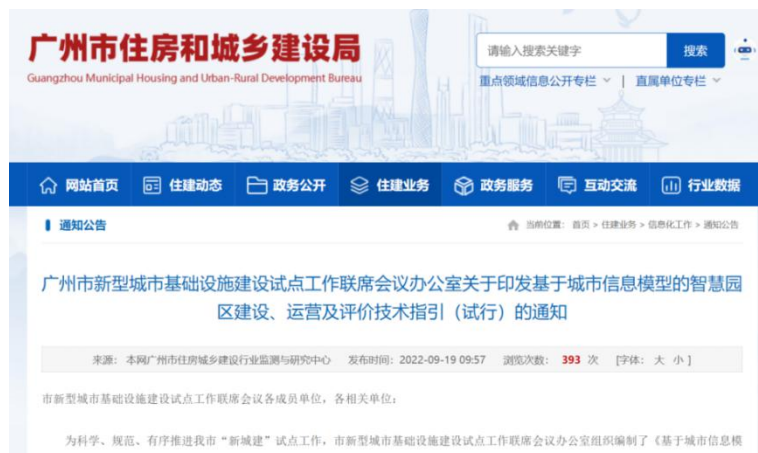 广州市住房和城乡建设局
Guangzhou Municipal Housing and Urban-Rural Development Bureau
请输入搜索关键字
搜索
重点领域信息公开专栏 | 直属单位专栏
网站首页 住建动态 政务公开 住建业务 政务服务 互动交流 行业数据
通知公告
当前位置: 首页 > 住建业务 > 信息化工作 > 通知公告
广州市新型城市基础设施建设试点工作联席会议办公室关于印发基于城市信息模型的智慧园
区建设、运营及评价技术指引（试行）的通知
来源: 本网广州市住房城乡建设行业监测与研究中心 发布时间: 2022-09-19 09:57 浏览次数: 393 次 [字体: 大 小]
市新型城市基础设施建设试点工作联席会议各成员单位，各相关单位:
为科学、规范、有序推进我市“新城建”试点工作，市新型城市基础设施建设试点工作联席会议办公室组织编制了《基于城市信息模